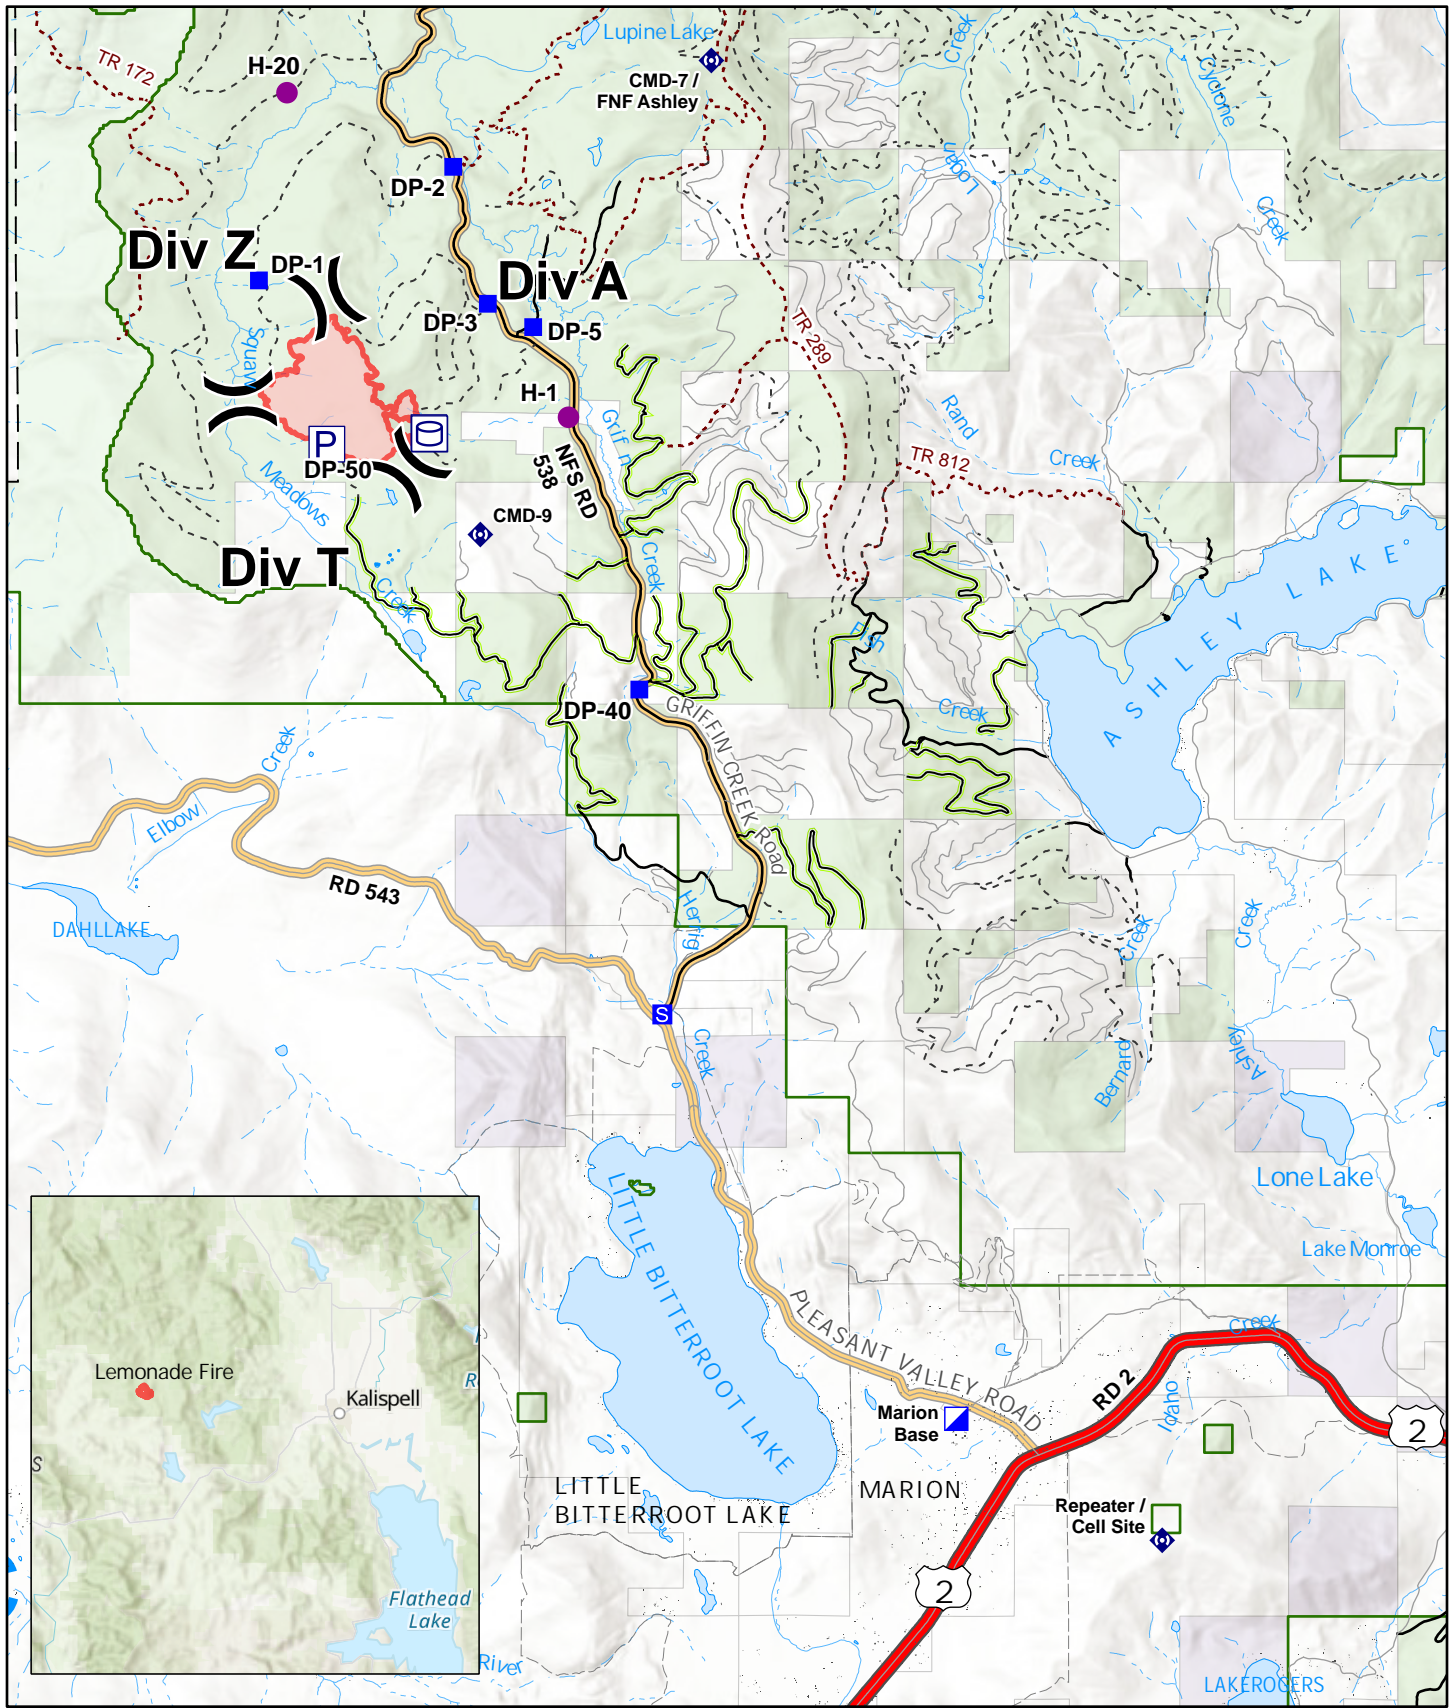 Lupine Lake
Creek
TR 172
H-20
CMD-7 /
FNF Ashley
Cyclone
Creek
Logan
DP-2
Div Z
DP-1
Div A
DP-3
DP-5
TR 289
Squaw
H-1
Grif n
Rand
Creek
P
DP-50
NFS RD
538
TR 812
Meadows
CMD-9
Creek
Div T
Creek
ASHLEY LAKE
Fish
Creek
DP-40
GRIFFIN CREEK Road
Creek
Elbow
RD 543
Herrig
DAHLLAKE
Creek
Creek
S
Creek
Bernard
Ashley
Lone Lake
Lake Monroe
LITTLE BITTERROOT LAKE
PLEASANT VALLEY ROAD
Creek
Lemonade Fire
Kalispell
R
S
Flathead
Lake
River
Marion
Base
RD 2
Idaho
2
LITTLE
BITTERROOT LAKE
MARION
Repeater /
Cell Site
2
LAKEROGERS